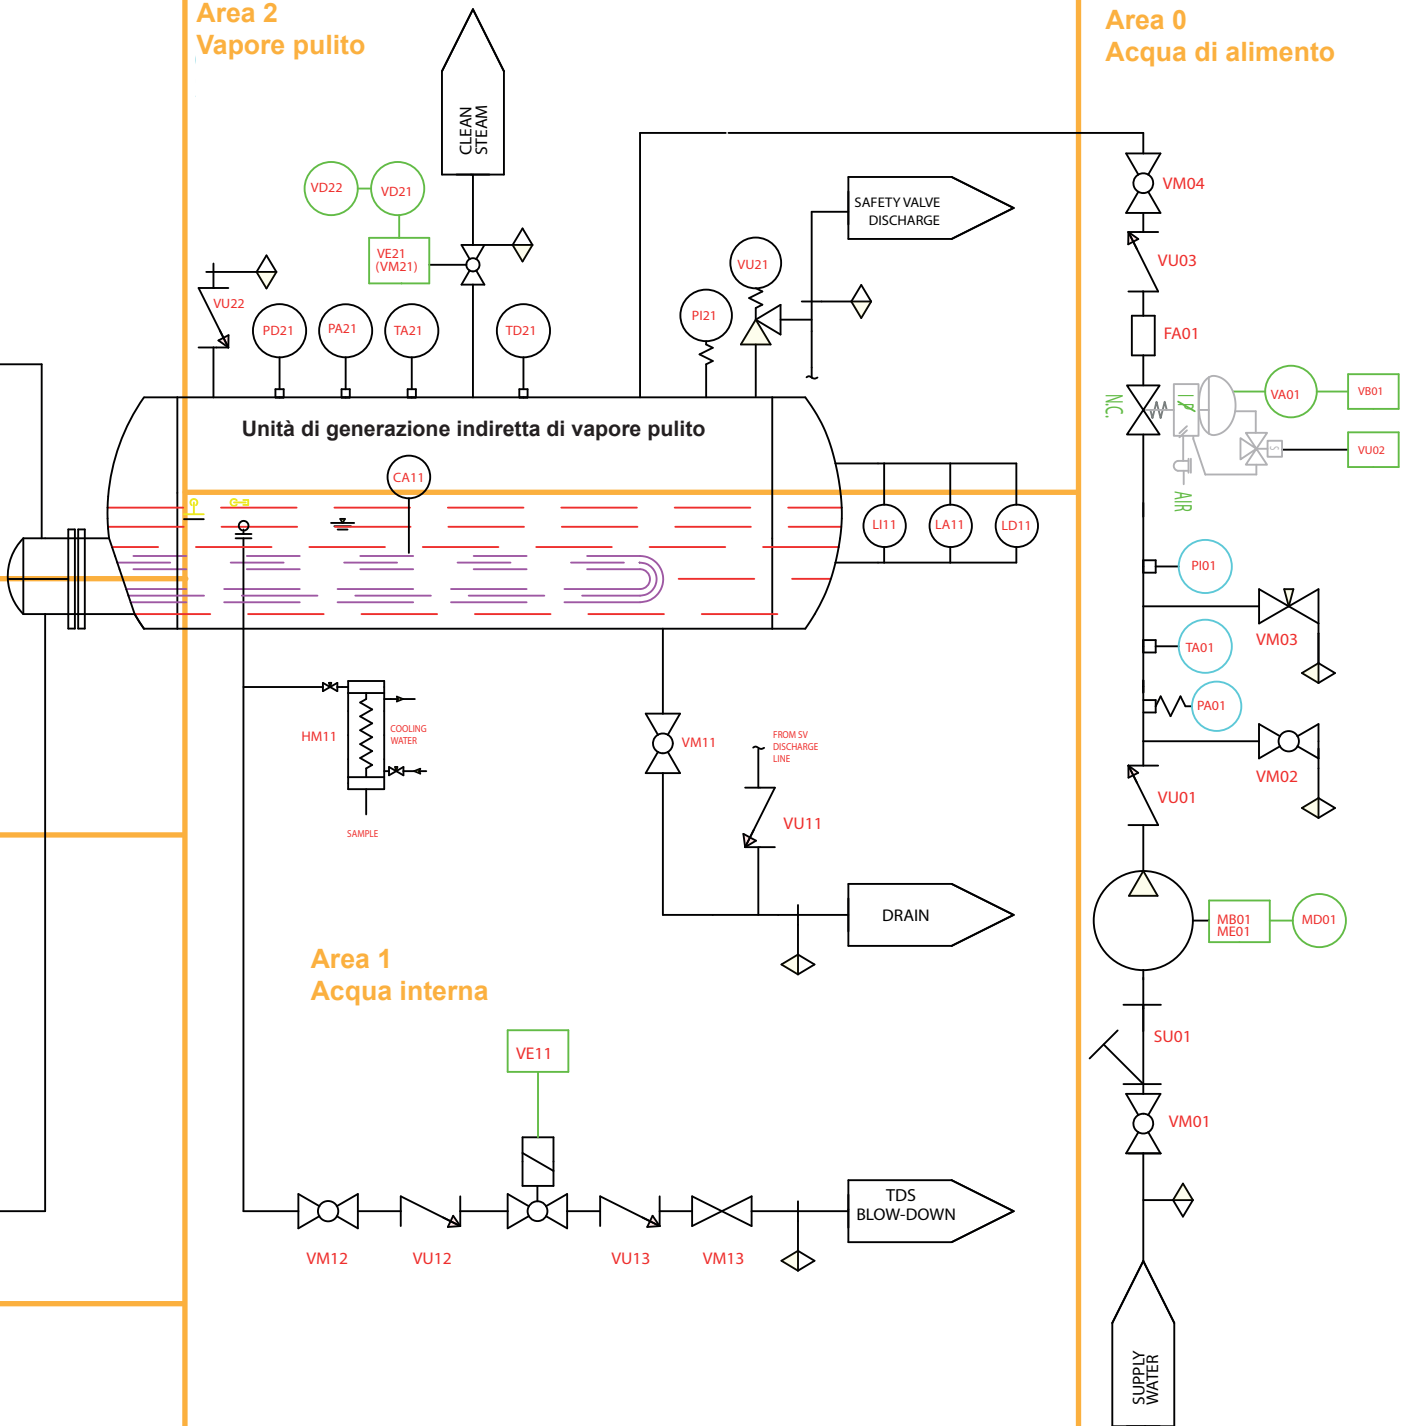 Area 2
Vapore pulito
Area 0
Acqua di alimento
CLEAN
STEAM
VD22
VD21
VE21
(VM21)
SAFETY VALVE
DISCHARGE
VM04
VU03
VU22
PD21
PA21
TA21
TD21
PI21
VU21
FA01
N.C.
I
P
VA01
VB01
S
VU02
AIR
Unità di generazione indiretta di vapore pulito
CA11
LI11
LA11
LD11
PI01
VM03
TA01
PA01
VM02
VU01
HM11
COOLING
WATER
SAMPLE
VM11
FROM SV
DISCHARGE
LINE
VU11
DRAIN
MB01
ME01
MD01
Area 1
Acqua interna
SU01
VE11
VM01
VM12
VU12
VU13
VM13
TDS
BLOW-DOWN
SUPPLY
WATER